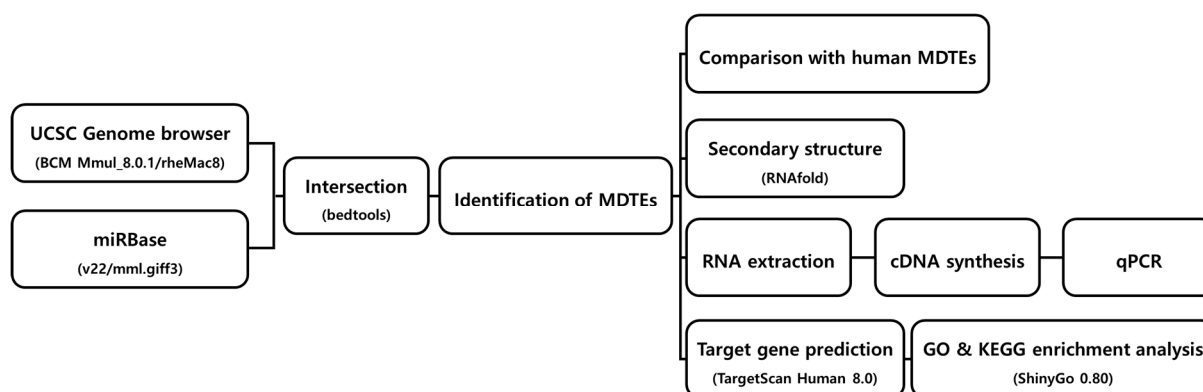 UCSC Genome browser
(BCM Mmul_8.0.1/rheMac8)
miRBase
(v22/mml.giff3)
Intersection
(bedtools)
Identification of MDTEs
Comparison with human MDTEs
Secondary structure
(RNAfold)
RNA extraction
cDNA synthesis
qPCR
Target gene prediction
(TargetScan Human 8.0)
GO & KEGG enrichment analysis
(ShinyGo 0.80)